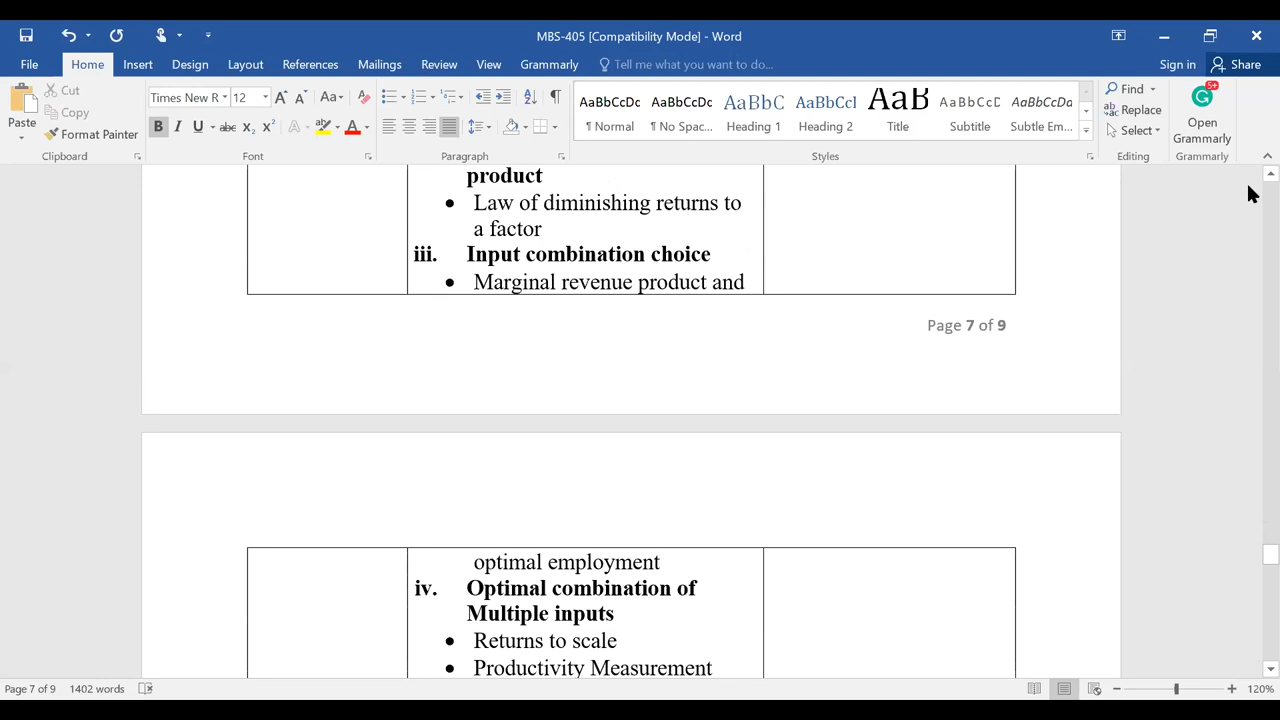 MBS-405 [Compatibility Mode] - Word
File Home Insert Design Layout References Mailings Review View Grammarly Tell me what you want to do... Sign in Share
Paste
Cut
Copy
Format Painter
Clipboard
Times New R 12
Font
Paragraph
AaBbCcDc AaBbCcDc AaBbC AaBbCcI AaB AaBbCcD AaBbCcDa
¶ Normal ¶ No Spac... Heading 1 Heading 2 Title Subtitle Subtle Em...
Styles
Find
Replace
Select
Editing
5+
Open
Grammarly
Grammarly
product
• Law of diminishing returns to
a factor
iii. Input combination choice
• Marginal revenue product and
Page 7 of 9
optimal employment
iv. Optimal combination of
Multiple inputs
• Returns to scale
• Productivity Measurement
Page 7 of 9 1402 words 120%